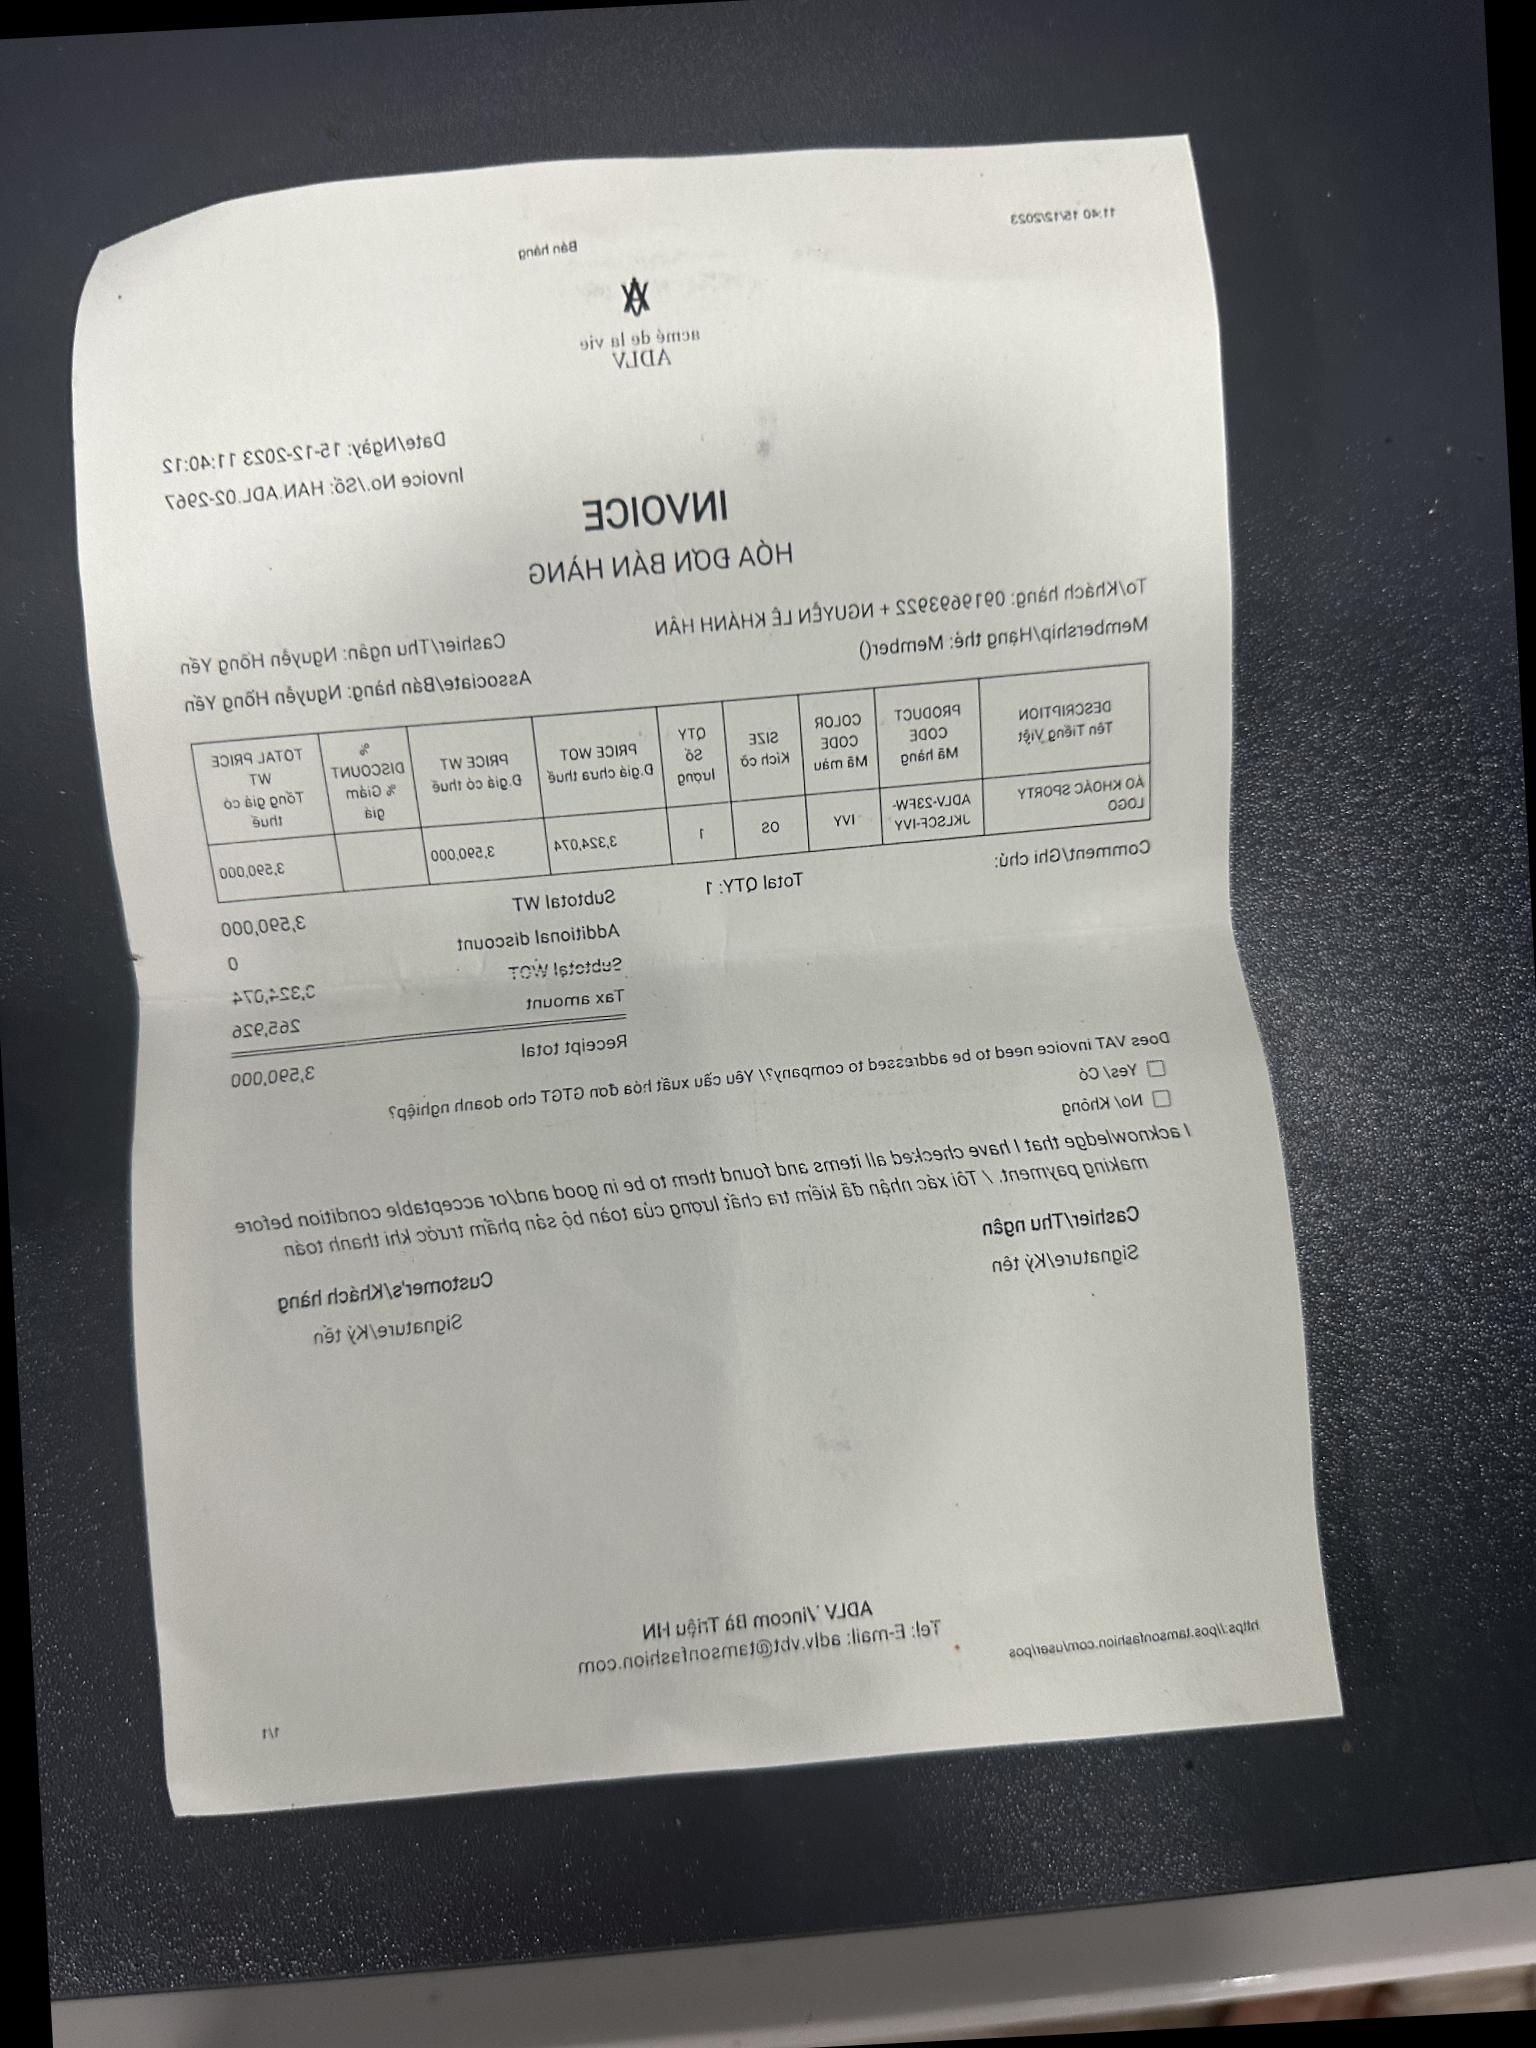 11:40 15/12/2023
Bán hàng
acmé de la vie
ADLV
Date/Ngày: 15-12-2023 11:40:12
Invoice No./Số: HAN.ADL.02-2967
INVOICE
HÓA ĐƠN BÁN HÀNG
To/Khách hàng: 0919693922 + NGUYỄN LÊ KHÁNH HÂN
Membership/Hạng thẻ: Member()
Cashier/Thu ngân: Nguyễn Hồng Yến
Associate/Bán hàng: Nguyễn Hồng Yến
DESCRIPTION Tên Tiếng Việt PRODUCT CODE Mã hàng COLOR CODE Mã màu SIZE Kích cỡ QTY Số lượng PRICE WOT Đ.giá chưa thuế PRICE WT Đ.giá có thuế % DISCOUNT % Giảm giá TOTAL PRICE WT Tổng giá có thuế
ÁO KHOÁC SPORTY LOGO ADLV-23FW-JKLSCF-IVY IVY OS 1 3,324,074 3,590,000 3,590,000
Comment/Ghi chú:
Total QTY: 1
Subtotal WT 3,590,000
Additional discount 0
Subtotal WOT 3,324,074
Tax amount 265,926
Receipt total 3,590,000
Does VAT invoice need to be addressed to company?/ Yêu cầu xuất hóa đơn GTGT cho doanh nghiệp?
Yes/ Có
No/ Không
I acknowledge that I have checked all items and found them to be in good and/or acceptable condition before
making payment. / Tôi xác nhận đã kiểm tra chất lượng của toàn bộ sản phẩm trước khi thanh toán
Cashier/Thu ngân
Signature/Ký tên
Customer's/Khách hàng
Signature/Ký tên
ADLV Vincom Bà Triệu HN
Tel: E-mail: adlv.vbt@tamsonfashion.com
https://pos.tamsonfashion.com/user/pos
1/1